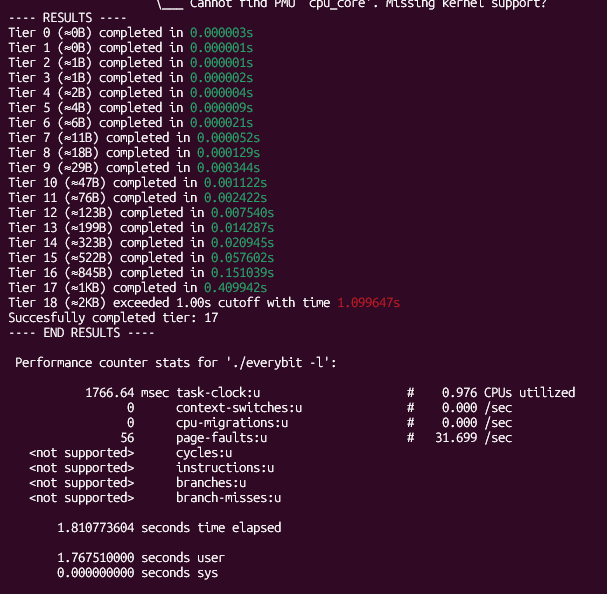 \___ Cannot find PMU `cpu_core'. Missing kernel support?
---- RESULTS ----
Tier 0 (≈0B) completed in 0.000003s
Tier 1 (≈0B) completed in 0.000001s
Tier 2 (≈1B) completed in 0.000001s
Tier 3 (≈1B) completed in 0.000002s
Tier 4 (≈2B) completed in 0.000004s
Tier 5 (≈4B) completed in 0.000009s
Tier 6 (≈6B) completed in 0.000021s
Tier 7 (≈11B) completed in 0.000052s
Tier 8 (≈18B) completed in 0.000129s
Tier 9 (≈29B) completed in 0.000344s
Tier 10 (≈47B) completed in 0.001122s
Tier 11 (≈76B) completed in 0.002422s
Tier 12 (≈123B) completed in 0.007540s
Tier 13 (≈199B) completed in 0.014287s
Tier 14 (≈323B) completed in 0.020945s
Tier 15 (≈522B) completed in 0.057602s
Tier 16 (≈845B) completed in 0.151039s
Tier 17 (≈1KB) completed in 0.409942s
Tier 18 (≈2KB) exceeded 1.00s cutoff with time 1.099647s
Succesfully completed tier: 17
---- END RESULTS ----
Performance counter stats for './everybit -l':
1766.64 msec task-clock:u # 0.976 CPUs utilized
0 context-switches:u # 0.000 /sec
0 cpu-migrations:u # 0.000 /sec
56 page-faults:u # 31.699 /sec
<not supported> cycles:u
<not supported> instructions:u
<not supported> branches:u
<not supported> branch-misses:u
1.810773604 seconds time elapsed
1.767510000 seconds user
0.000000000 seconds sys